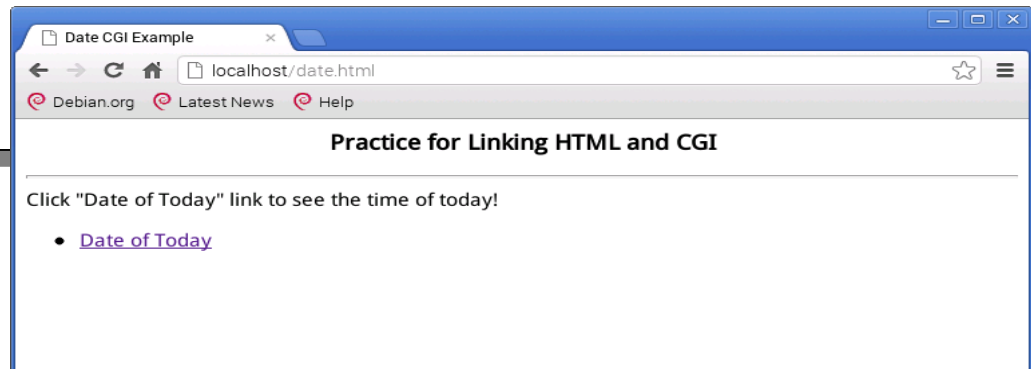 Date CGI Example
localhost/date.html
Debian.org Latest News Help
Practice for Linking HTML and CGI
Click "Date of Today" link to see the time of today!
Date of Today